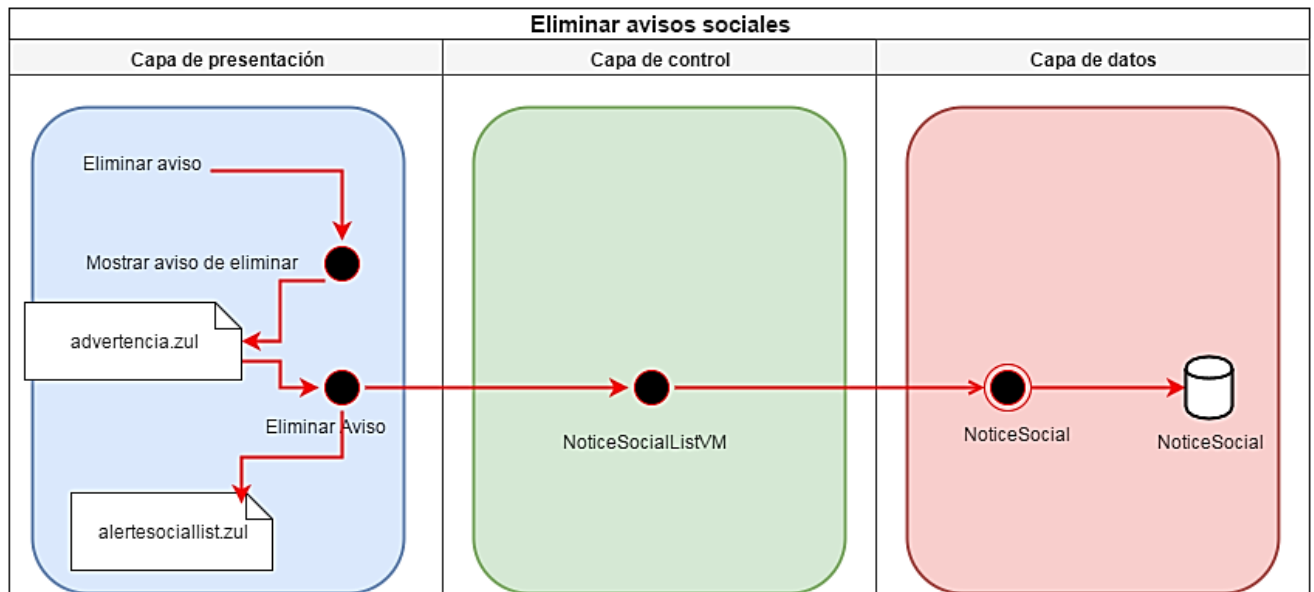 Eliminar avisos sociales
Capa de presentación
Capa de control
Capa de datos
Eliminar aviso
Mostrar aviso de eliminar
advertencia.zul
Eliminar Aviso
NoticeSocialListVM
NoticeSocial
NoticeSocial
alertesociallist.zul